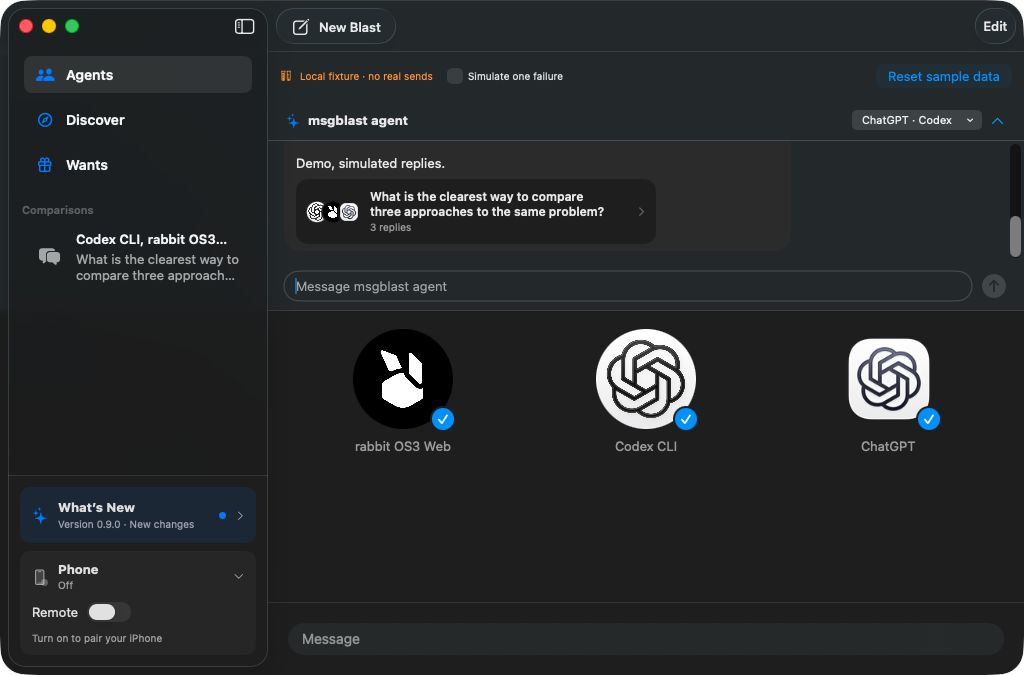 New Blast
Edit
Agents
Discover
Wants
Comparisons
Codex CLI, rabbit OS3...
What is the clearest way to
compare three approach...
What's New
Version 0.9.0 · New changes
Phone
Off
Remote
Turn on to pair your iPhone
Local fixture · no real sends
Simulate one failure
Reset sample data
msgblast agent
ChatGPT · Codex
Demo, simulated replies.
What is the clearest way to compare
three approaches to the same problem?
3 replies
Message msgblast agent
rabbit OS3 Web
Codex CLI
ChatGPT
Message